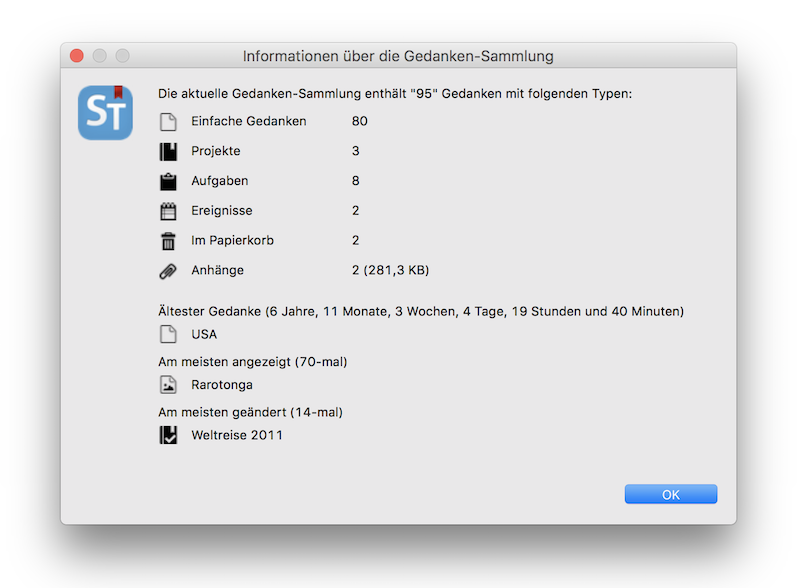 Informationen über die Gedanken-Sammlung
ST
Die aktuelle Gedanken-Sammlung enthält "95" Gedanken mit folgenden Typen:
Einfache Gedanken 80
Projekte 3
Aufgaben 8
Ereignisse 2
Im Papierkorb 2
Anhänge 2 (281,3 KB)
Ältester Gedanke (6 Jahre, 11 Monate, 3 Wochen, 4 Tage, 19 Stunden und 40 Minuten)
USA
Am meisten angezeigt (70-mal)
Rarotonga
Am meisten geändert (14-mal)
Weltreise 2011
OK